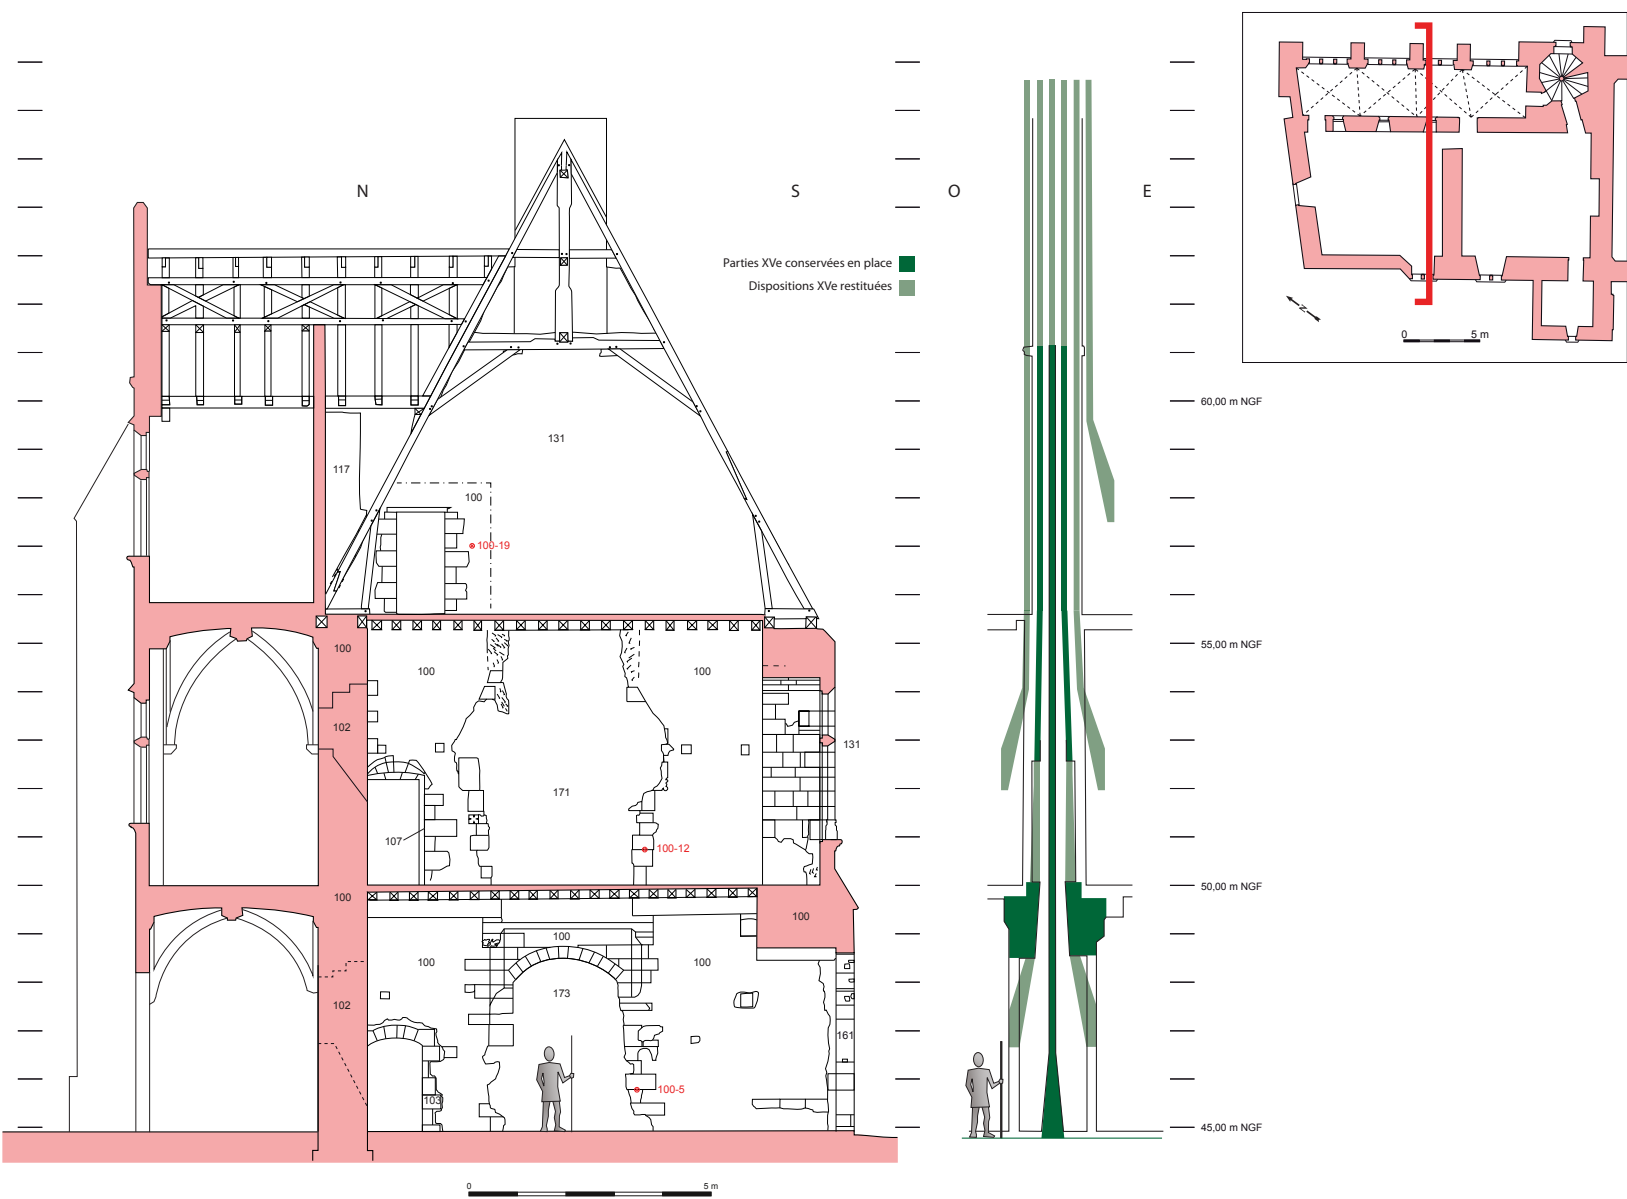 N
S
O
E
Parties XVe conservées en place
Dispositions XVe restituées
N
0 5 m
60,00 m NGF
131
117
100
100-19
55,00 m NGF
100
100
100
102
131
171
107
100-12
50,00 m NGF
100
100
100
100
100
173
102
161
100-5
103
45,00 m NGF
0 5 m